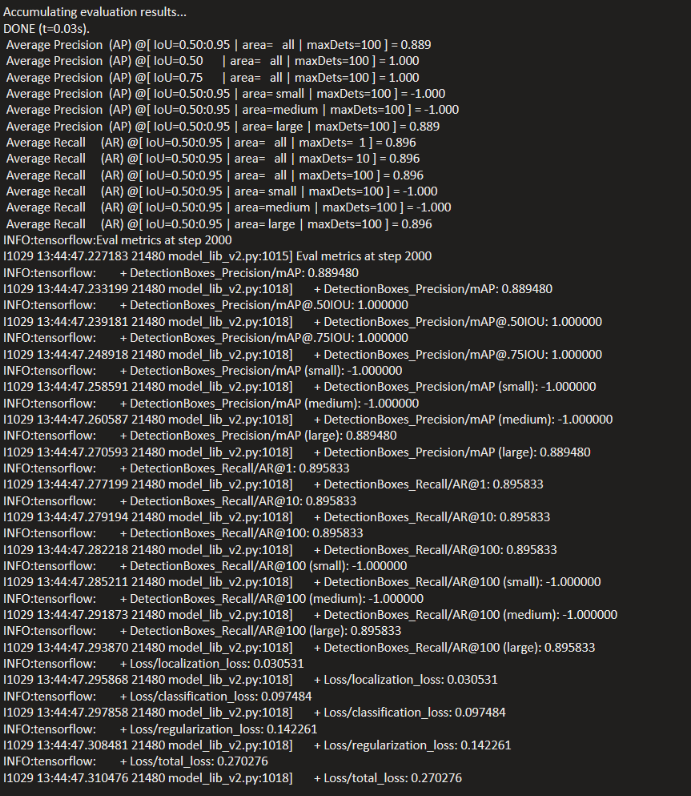 Accumulating evaluation results...
DONE (t=0.03s).
Average Precision  (AP) @[ IoU=0.50:0.95 | area=   all | maxDets=100 ] = 0.889
Average Precision  (AP) @[ IoU=0.50      | area=   all | maxDets=100 ] = 1.000
Average Precision  (AP) @[ IoU=0.75      | area=   all | maxDets=100 ] = 1.000
Average Precision  (AP) @[ IoU=0.50:0.95 | area= small | maxDets=100 ] = -1.000
Average Precision  (AP) @[ IoU=0.50:0.95 | area=medium | maxDets=100 ] = -1.000
Average Precision  (AP) @[ IoU=0.50:0.95 | area= large | maxDets=100 ] = 0.889
Average Recall     (AR) @[ IoU=0.50:0.95 | area=   all | maxDets=  1 ] = 0.896
Average Recall     (AR) @[ IoU=0.50:0.95 | area=   all | maxDets= 10 ] = 0.896
Average Recall     (AR) @[ IoU=0.50:0.95 | area=   all | maxDets=100 ] = 0.896
Average Recall     (AR) @[ IoU=0.50:0.95 | area= small | maxDets=100 ] = -1.000
Average Recall     (AR) @[ IoU=0.50:0.95 | area=medium | maxDets=100 ] = -1.000
Average Recall     (AR) @[ IoU=0.50:0.95 | area= large | maxDets=100 ] = 0.896
INFO:tensorflow:Eval metrics at step 2000
I1029 13:44:47.227183 21480 model_lib_v2.py:1015] Eval metrics at step 2000
INFO:tensorflow:        + DetectionBoxes_Precision/mAP: 0.889480
I1029 13:44:47.233199 21480 model_lib_v2.py:1018]       + DetectionBoxes_Precision/mAP: 0.889480
INFO:tensorflow:        + DetectionBoxes_Precision/mAP@.50IOU: 1.000000
I1029 13:44:47.239181 21480 model_lib_v2.py:1018]       + DetectionBoxes_Precision/mAP@.50IOU: 1.000000
INFO:tensorflow:        + DetectionBoxes_Precision/mAP@.75IOU: 1.000000
I1029 13:44:47.248918 21480 model_lib_v2.py:1018]       + DetectionBoxes_Precision/mAP@.75IOU: 1.000000
INFO:tensorflow:        + DetectionBoxes_Precision/mAP (small): -1.000000
I1029 13:44:47.258591 21480 model_lib_v2.py:1018]       + DetectionBoxes_Precision/mAP (small): -1.000000
INFO:tensorflow:        + DetectionBoxes_Precision/mAP (medium): -1.000000
I1029 13:44:47.260587 21480 model_lib_v2.py:1018]       + DetectionBoxes_Precision/mAP (medium): -1.000000
INFO:tensorflow:        + DetectionBoxes_Precision/mAP (large): 0.889480
I1029 13:44:47.270593 21480 model_lib_v2.py:1018]       + DetectionBoxes_Precision/mAP (large): 0.889480
INFO:tensorflow:        + DetectionBoxes_Recall/AR@1: 0.895833
I1029 13:44:47.277199 21480 model_lib_v2.py:1018]       + DetectionBoxes_Recall/AR@1: 0.895833
INFO:tensorflow:        + DetectionBoxes_Recall/AR@10: 0.895833
I1029 13:44:47.279194 21480 model_lib_v2.py:1018]       + DetectionBoxes_Recall/AR@10: 0.895833
INFO:tensorflow:        + DetectionBoxes_Recall/AR@100: 0.895833
I1029 13:44:47.282218 21480 model_lib_v2.py:1018]       + DetectionBoxes_Recall/AR@100: 0.895833
INFO:tensorflow:        + DetectionBoxes_Recall/AR@100 (small): -1.000000
I1029 13:44:47.285211 21480 model_lib_v2.py:1018]       + DetectionBoxes_Recall/AR@100 (small): -1.000000
INFO:tensorflow:        + DetectionBoxes_Recall/AR@100 (medium): -1.000000
I1029 13:44:47.291873 21480 model_lib_v2.py:1018]       + DetectionBoxes_Recall/AR@100 (medium): -1.000000
INFO:tensorflow:        + DetectionBoxes_Recall/AR@100 (large): 0.895833
I1029 13:44:47.293870 21480 model_lib_v2.py:1018]       + DetectionBoxes_Recall/AR@100 (large): 0.895833
INFO:tensorflow:        + Loss/localization_loss: 0.030531
I1029 13:44:47.295868 21480 model_lib_v2.py:1018]       + Loss/localization_loss: 0.030531
INFO:tensorflow:        + Loss/classification_loss: 0.097484
I1029 13:44:47.297858 21480 model_lib_v2.py:1018]       + Loss/classification_loss: 0.097484
INFO:tensorflow:        + Loss/regularization_loss: 0.142261
I1029 13:44:47.308481 21480 model_lib_v2.py:1018]       + Loss/regularization_loss: 0.142261
INFO:tensorflow:        + Loss/total_loss: 0.270276
I1029 13:44:47.310476 21480 model_lib_v2.py:1018]       + Loss/total_loss: 0.270276